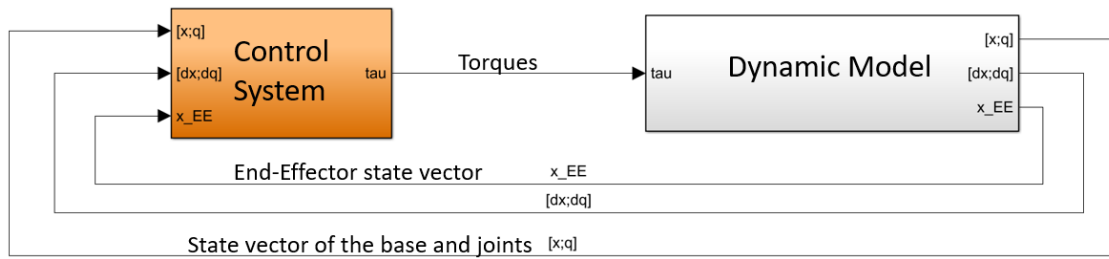 [x;q]
[dx;dq]
x_EE
Control
System
tau
Torques
tau
Dynamic Model
[x;q]
[dx;dq]
x_EE
End-Effector state vector x_EE
[dx;dq]
State vector of the base and joints [x;q]